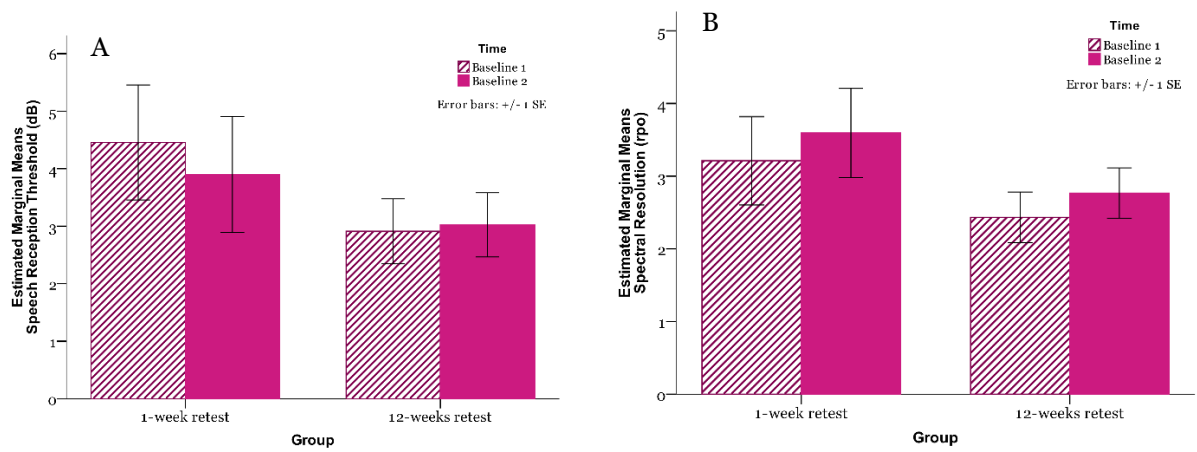 A
Time
Baseline 1
Baseline 2
Error bars: +/- 1 SE
Estimated Marginal Means
Speech Reception Threshold (dB)
6
5
4
3
2
1
0
1-week retest
12-weeks retest
Group
B
Time
Baseline 1
Baseline 2
Error bars: +/- 1 SE
Estimated Marginal Means
Spectral Resolution (rpo)
5
4
3
2
1
0
1-week retest
12-weeks retest
Group